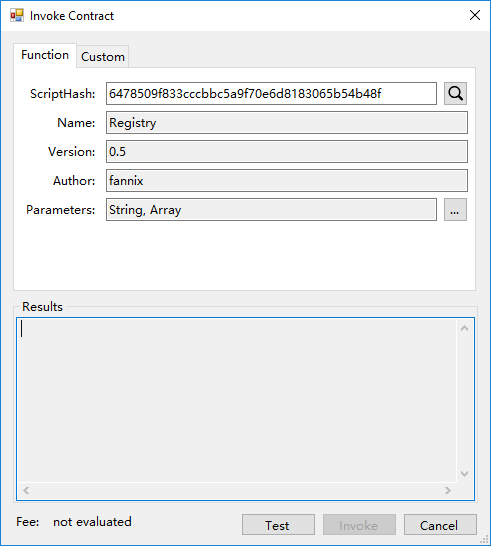 Invoke Contract
Function Custom
ScriptHash: 6478509f833cccbbc5a9f70e6d8183065b54b48f
Name: Registry
Version: 0.5
Author: fannix
Parameters: String, Array ...
Results
Fee: not evaluated Test Invoke Cancel